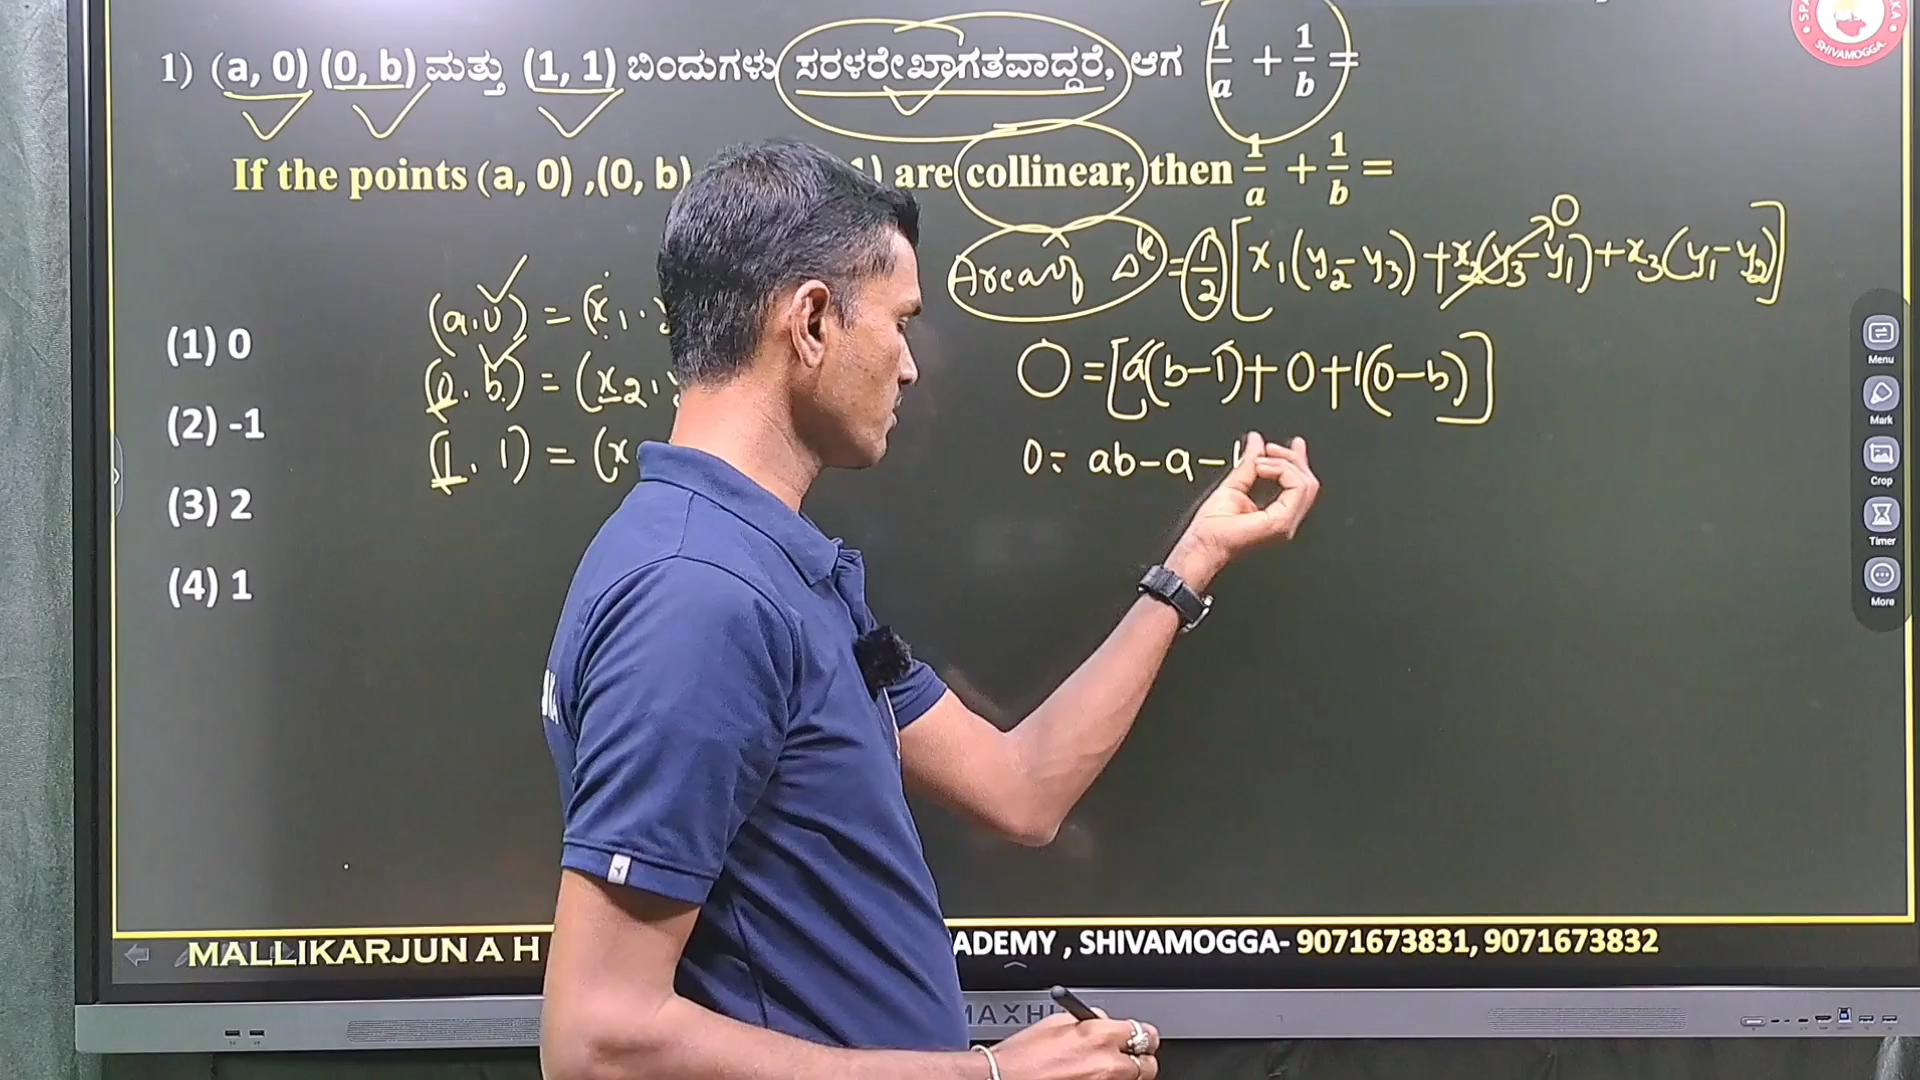 1) (a, 0) (0, b) ಮತ್ತು (1, 1) ಬಿಂದುಗಳು ಸರಳರೇಖಾಗತವಾದ್ದರೆ, ಆಗ 1/a + 1/b =
If the points (a, 0) ,(0, b) 1) are collinear, then 1/a + 1/b =
Area of Δle = 1/2 [x1(y2-y3) + x2(y3-y1) + x3(y1-y2)]
0
(1) 0
(2) -1
(3) 2
(4) 1
(a, 0) = (x1,
(0, b) = (x2,
(1, 1) = (x
0 = [a(b-1) + 0 + 1(0-b)]
0 = ab-a-
Menu
Mark
Crop
Timer
More
SHIVAMOGGA
MALLIKARJUN A H ADEMY , SHIVAMOGGA- 9071673831, 9071673832
MAXH